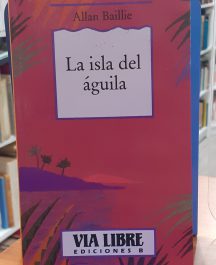 Allan Baillie
La isla del
águila
VIA LIBRE
EDICIONES B